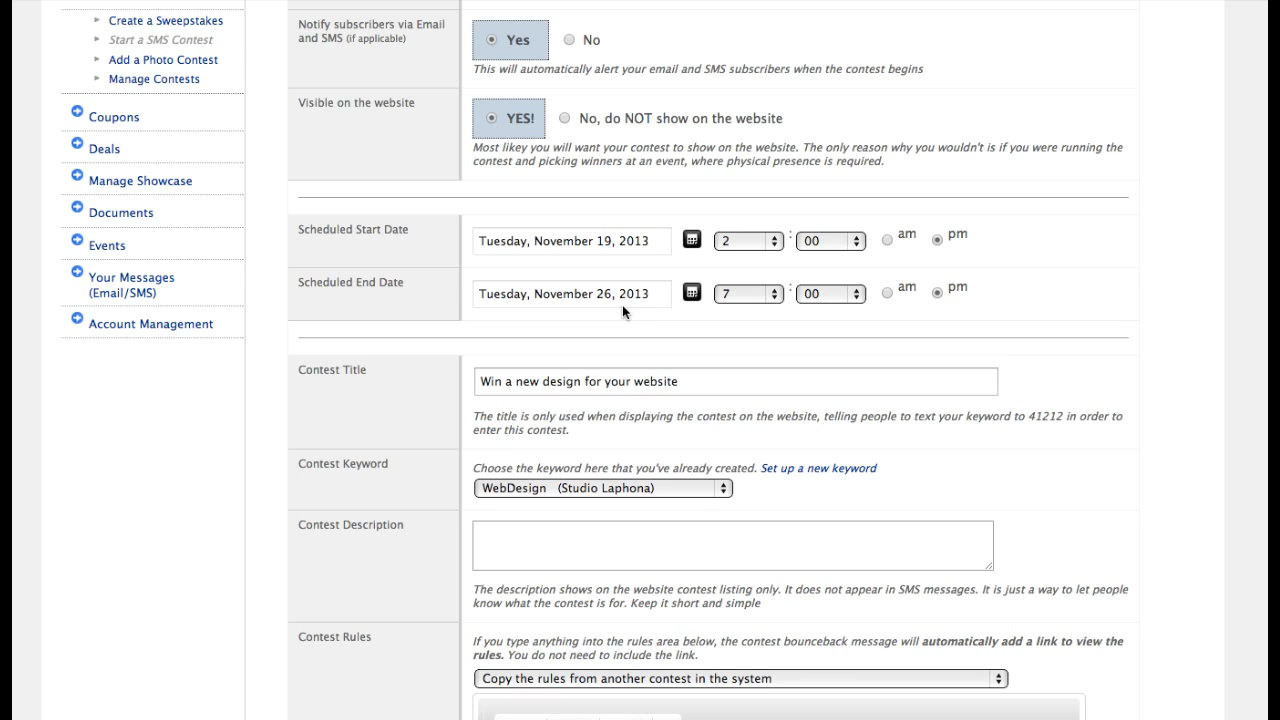 Create a Sweepstakes
Start a SMS Contest
Add a Photo Contest
Manage Contests
Coupons
Deals
Manage Showcase
Documents
Events
Your Messages
(Email/SMS)
Account Management
Notify subscribers via Email
and SMS (if applicable)
Yes No
This will automatically alert your email and SMS subscribers when the contest begins
Visible on the website
YES! No, do NOT show on the website
Most likey you will want your contest to show on the website. The only reason why you wouldn't is if you were running the
contest and picking winners at an event, where physical presence is required.
Scheduled Start Date
Tuesday, November 19, 2013 2 : 00 am pm
Scheduled End Date
Tuesday, November 26, 2013 7 : 00 am pm
Contest Title
Win a new design for your website
The title is only used when displaying the contest on the website, telling people to text your keyword to 41212 in order to
enter this contest.
Contest Keyword
Choose the keyword here that you've already created. Set up a new keyword
WebDesign (Studio Laphona)
Contest Description
The description shows on the website contest listing only. It does not appear in SMS messages. It is just a way to let people
know what the contest is for. Keep it short and simple
Contest Rules
If you type anything into the rules area below, the contest bounceback message will automatically add a link to view the
rules. You do not need to include the link.
Copy the rules from another contest in the system